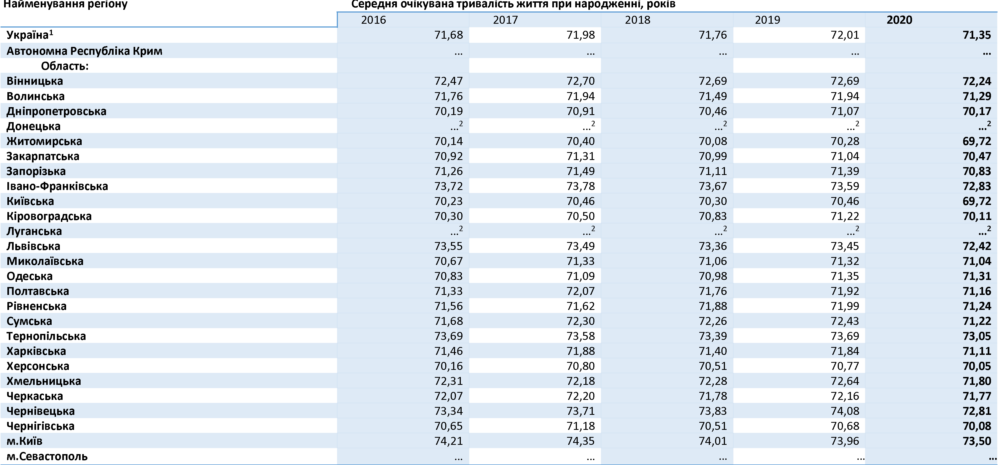 Найменування регіону Середня очікувана тривалість життя при народженні, років
2016 2017 2018 2019 2020
Україна¹ 71,68 71,98 71,76 72,01 71,35
Автономна Республіка Крим ... ... ... ... ...
Область:
Вінницька 72,47 72,70 72,69 72,69 72,24
Волинська 71,76 71,94 71,49 71,94 71,29
Дніпропетровська 70,19 70,91 70,46 71,07 70,17
Донецька ...² ...² ...² ...² ...²
Житомирська 70,14 70,40 70,08 70,28 69,72
Закарпатська 70,92 71,31 70,99 71,04 70,47
Запорізька 71,26 71,49 71,11 71,39 70,83
Івано-Франківська 73,72 73,78 73,67 73,59 72,83
Київська 70,23 70,46 70,30 70,46 69,72
Кіровоградська 70,30 70,50 70,83 71,22 70,11
Луганська ...² ...² ...² ...² ...²
Львівська 73,55 73,49 73,36 73,45 72,42
Миколаївська 70,67 71,33 71,06 71,32 71,04
Одеська 70,83 71,09 70,98 71,35 71,31
Полтавська 71,33 72,07 71,76 71,92 71,16
Рівненська 71,56 71,62 71,88 71,99 71,24
Сумська 71,68 72,30 72,26 72,43 71,22
Тернопільська 73,69 73,58 73,39 73,69 73,05
Харківська 71,46 71,88 71,40 71,84 71,11
Херсонська 70,16 70,80 70,51 70,77 70,05
Хмельницька 72,31 72,18 72,28 72,64 71,80
Черкаська 72,07 72,20 71,78 72,16 71,77
Чернівецька 73,34 73,71 73,83 74,08 72,81
Чернігівська 70,65 71,18 70,51 70,68 70,08
м.Київ 74,21 74,35 74,01 73,96 73,50
м.Севастополь ... ... ... ... ...